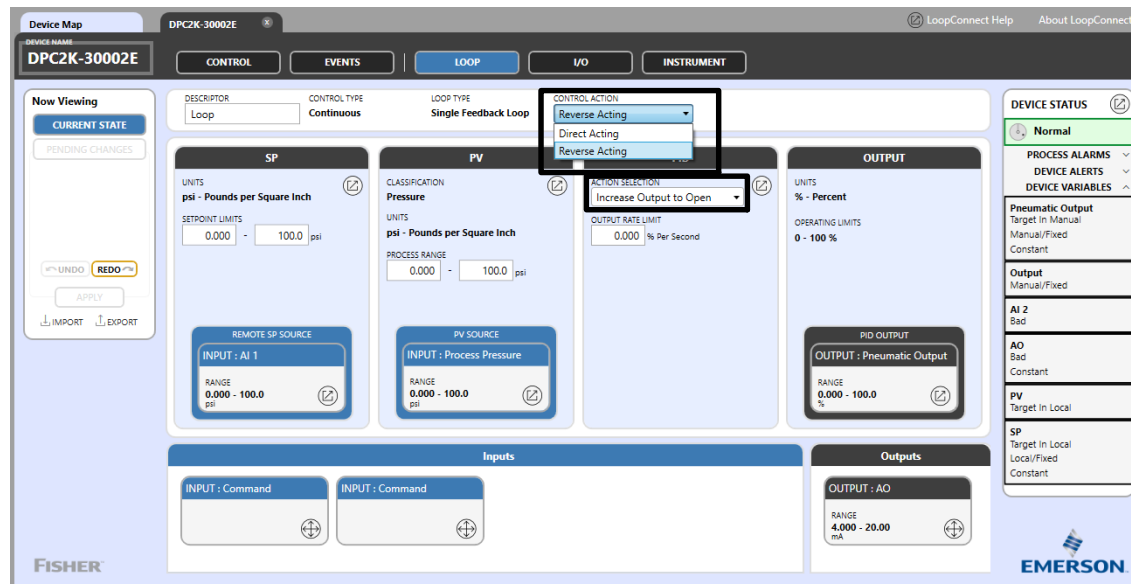 Device Map
DPC2K-30002E
LoopConnect Help
About LoopConnect
DEVICE NAME
DPC2K-30002E
CONTROL
EVENTS
LOOP
I/O
INSTRUMENT
Now Viewing
CURRENT STATE
PENDING CHANGES
UNDO
REDO
APPLY
IMPORT
EXPORT
DESCRIPTOR
Loop
CONTROL TYPE
Continuous
LOOP TYPE
Single Feedback Loop
CONTROL ACTION
Reverse Acting
Direct Acting
Reverse Acting
SP
UNITS
psi - Pounds per Square Inch
SETPOINT LIMITS
0.000 - 100.0 psi
REMOTE SP SOURCE
INPUT : AI 1
RANGE
0.000 - 100.0
psi
PV
CLASSIFICATION
Pressure
UNITS
psi - Pounds per Square Inch
PROCESS RANGE
0.000 - 100.0 psi
PV SOURCE
INPUT : Process Pressure
RANGE
0.000 - 100.0
psi
PID
ACTION SELECTION
Increase Output to Open
OUTPUT RATE LIMIT
0.000 % Per Second
OUTPUT
UNITS
% - Percent
OPERATING LIMITS
0 - 100 %
PID OUTPUT
OUTPUT : Pneumatic Output
RANGE
0.000 - 100.0
%
Inputs
INPUT : Command
INPUT : Command
Outputs
OUTPUT : AO
RANGE
4.000 - 20.00
mA
DEVICE STATUS
Normal
PROCESS ALARMS
DEVICE ALERTS
DEVICE VARIABLES
Pneumatic Output
Target In Manual
Manual/Fixed
Constant
Output
Manual/Fixed
AI 2
Bad
AO
Bad
Constant
PV
Target In Local
SP
Target In Local
Local/Fixed
Constant
FISHER
EMERSON